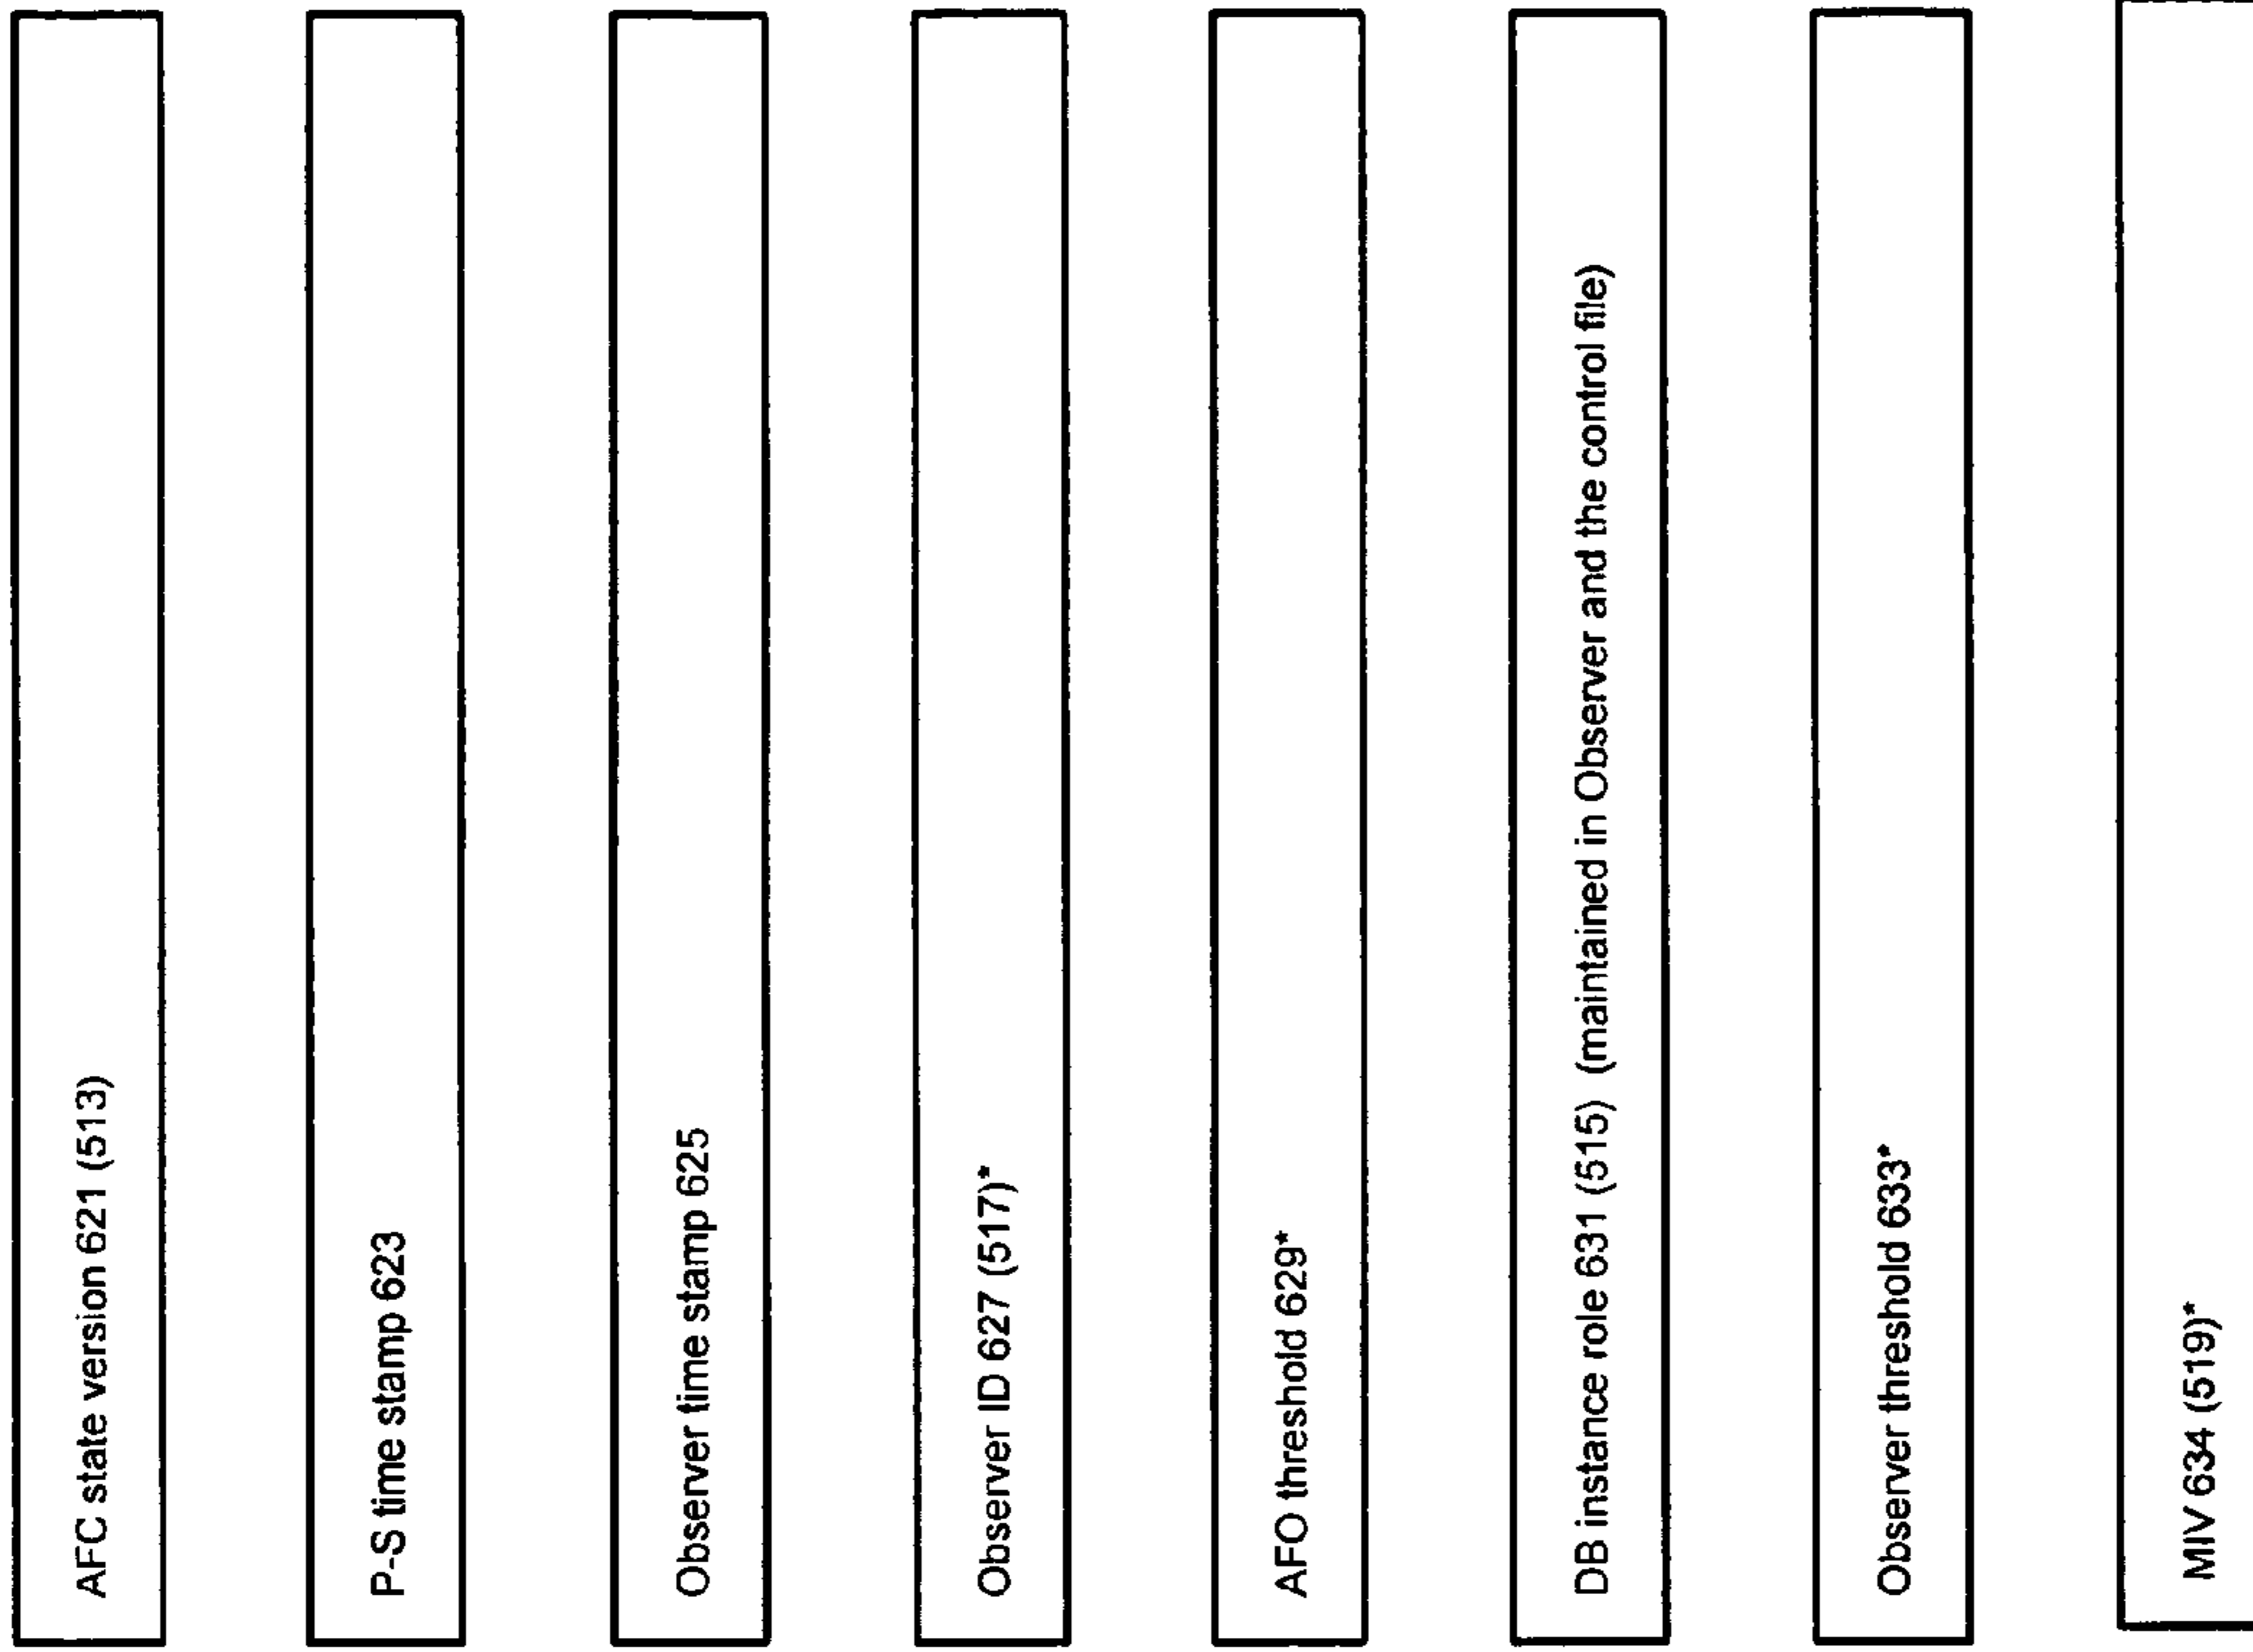 AFC state version 621 (513)
P-S time stamp 623
Observer time stamp 625
Observer ID 627 (517)*
AFO threshold 629*
DB instance role 631 (515) (maintained in Observer and the control file)
Observer threshold 633*
MIV 634 (519)*